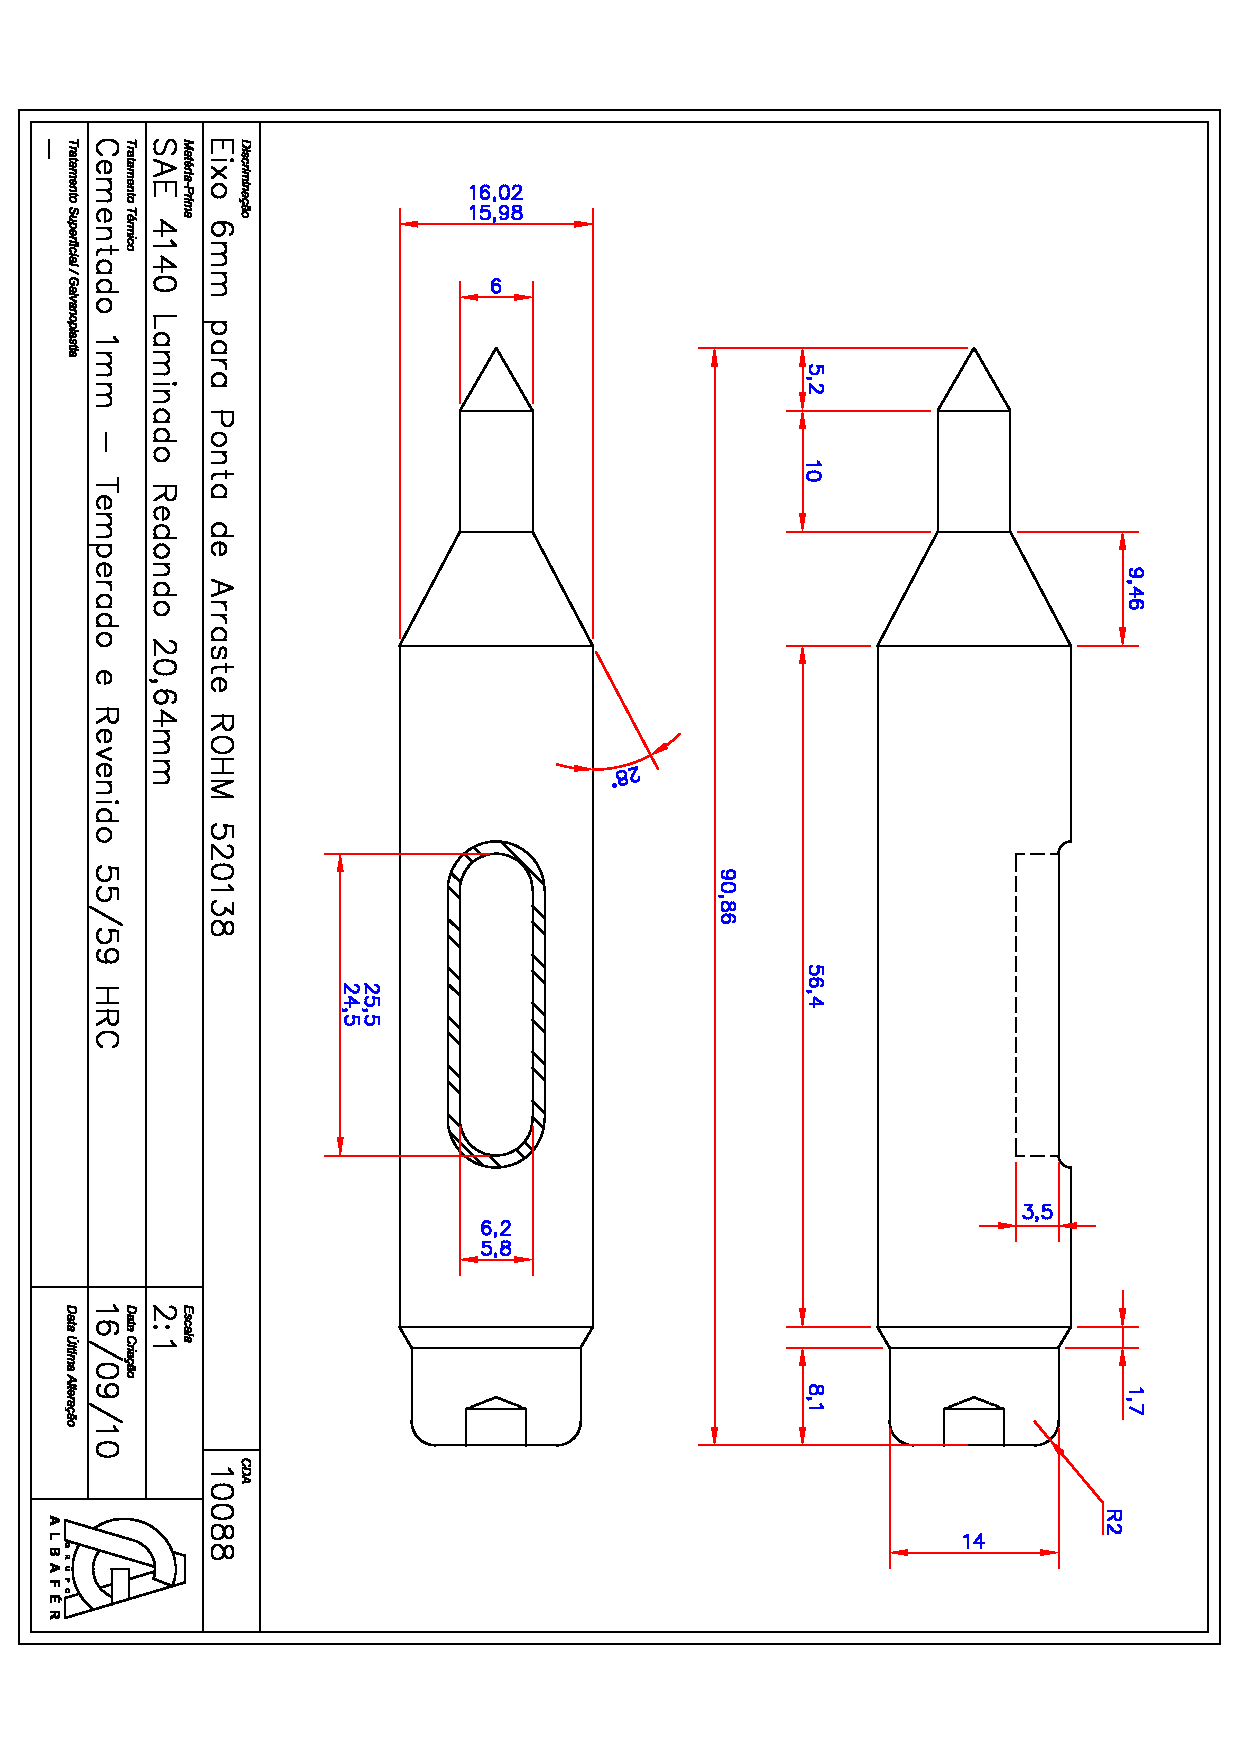 16,02
15,98
6
28°
25,5
24,5
6,2
5,8
5,2
10
9,46
90,86
56,4
3,5
8,1
1,7
R2
14
Discriminação
Eixo 6mm para Ponta de Arraste ROHM 520138
CDA
10088
Matéria-Prima
SAE 4140 Laminado Redondo 20,64mm
Escala
2:1
Tratamento Térmico
Cementado 1mm - Temperado e Revenido 55/59 HRC
Data Criação
16/09/10
Tratamento Superficial / Galvanoplastia
—
Data Última Alteração
GRUPO
ALBAFÉR